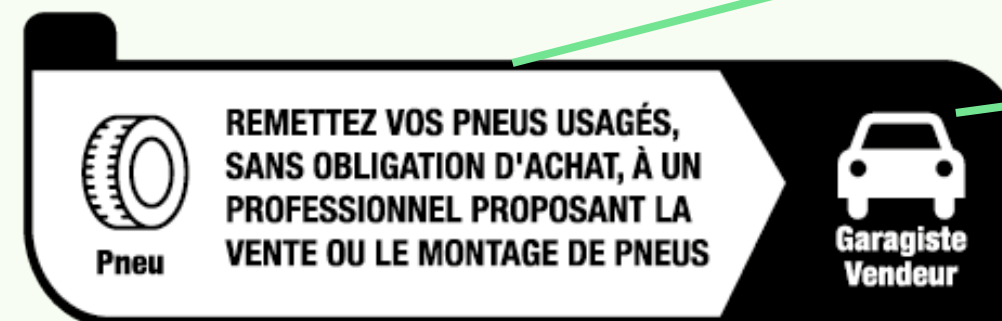 REMETTEZ VOS PNEUS USAGÉS,
SANS OBLIGATION D'ACHAT, À UN
PROFESSIONNEL PROPOSANT LA
VENTE OU LE MONTAGE DE PNEUS
Pneu
Garagiste
Vendeur